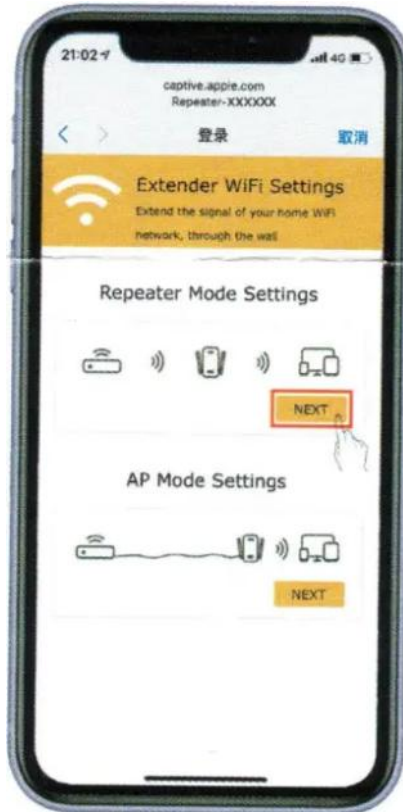 21:02
4G
captive.apple.com
Repeater-XXXXXX
登录
取消
Extender WiFi Settings
Extend the signal of your home WiFi
network, through the wall
Repeater Mode Settings
NEXT
AP Mode Settings
NEXT